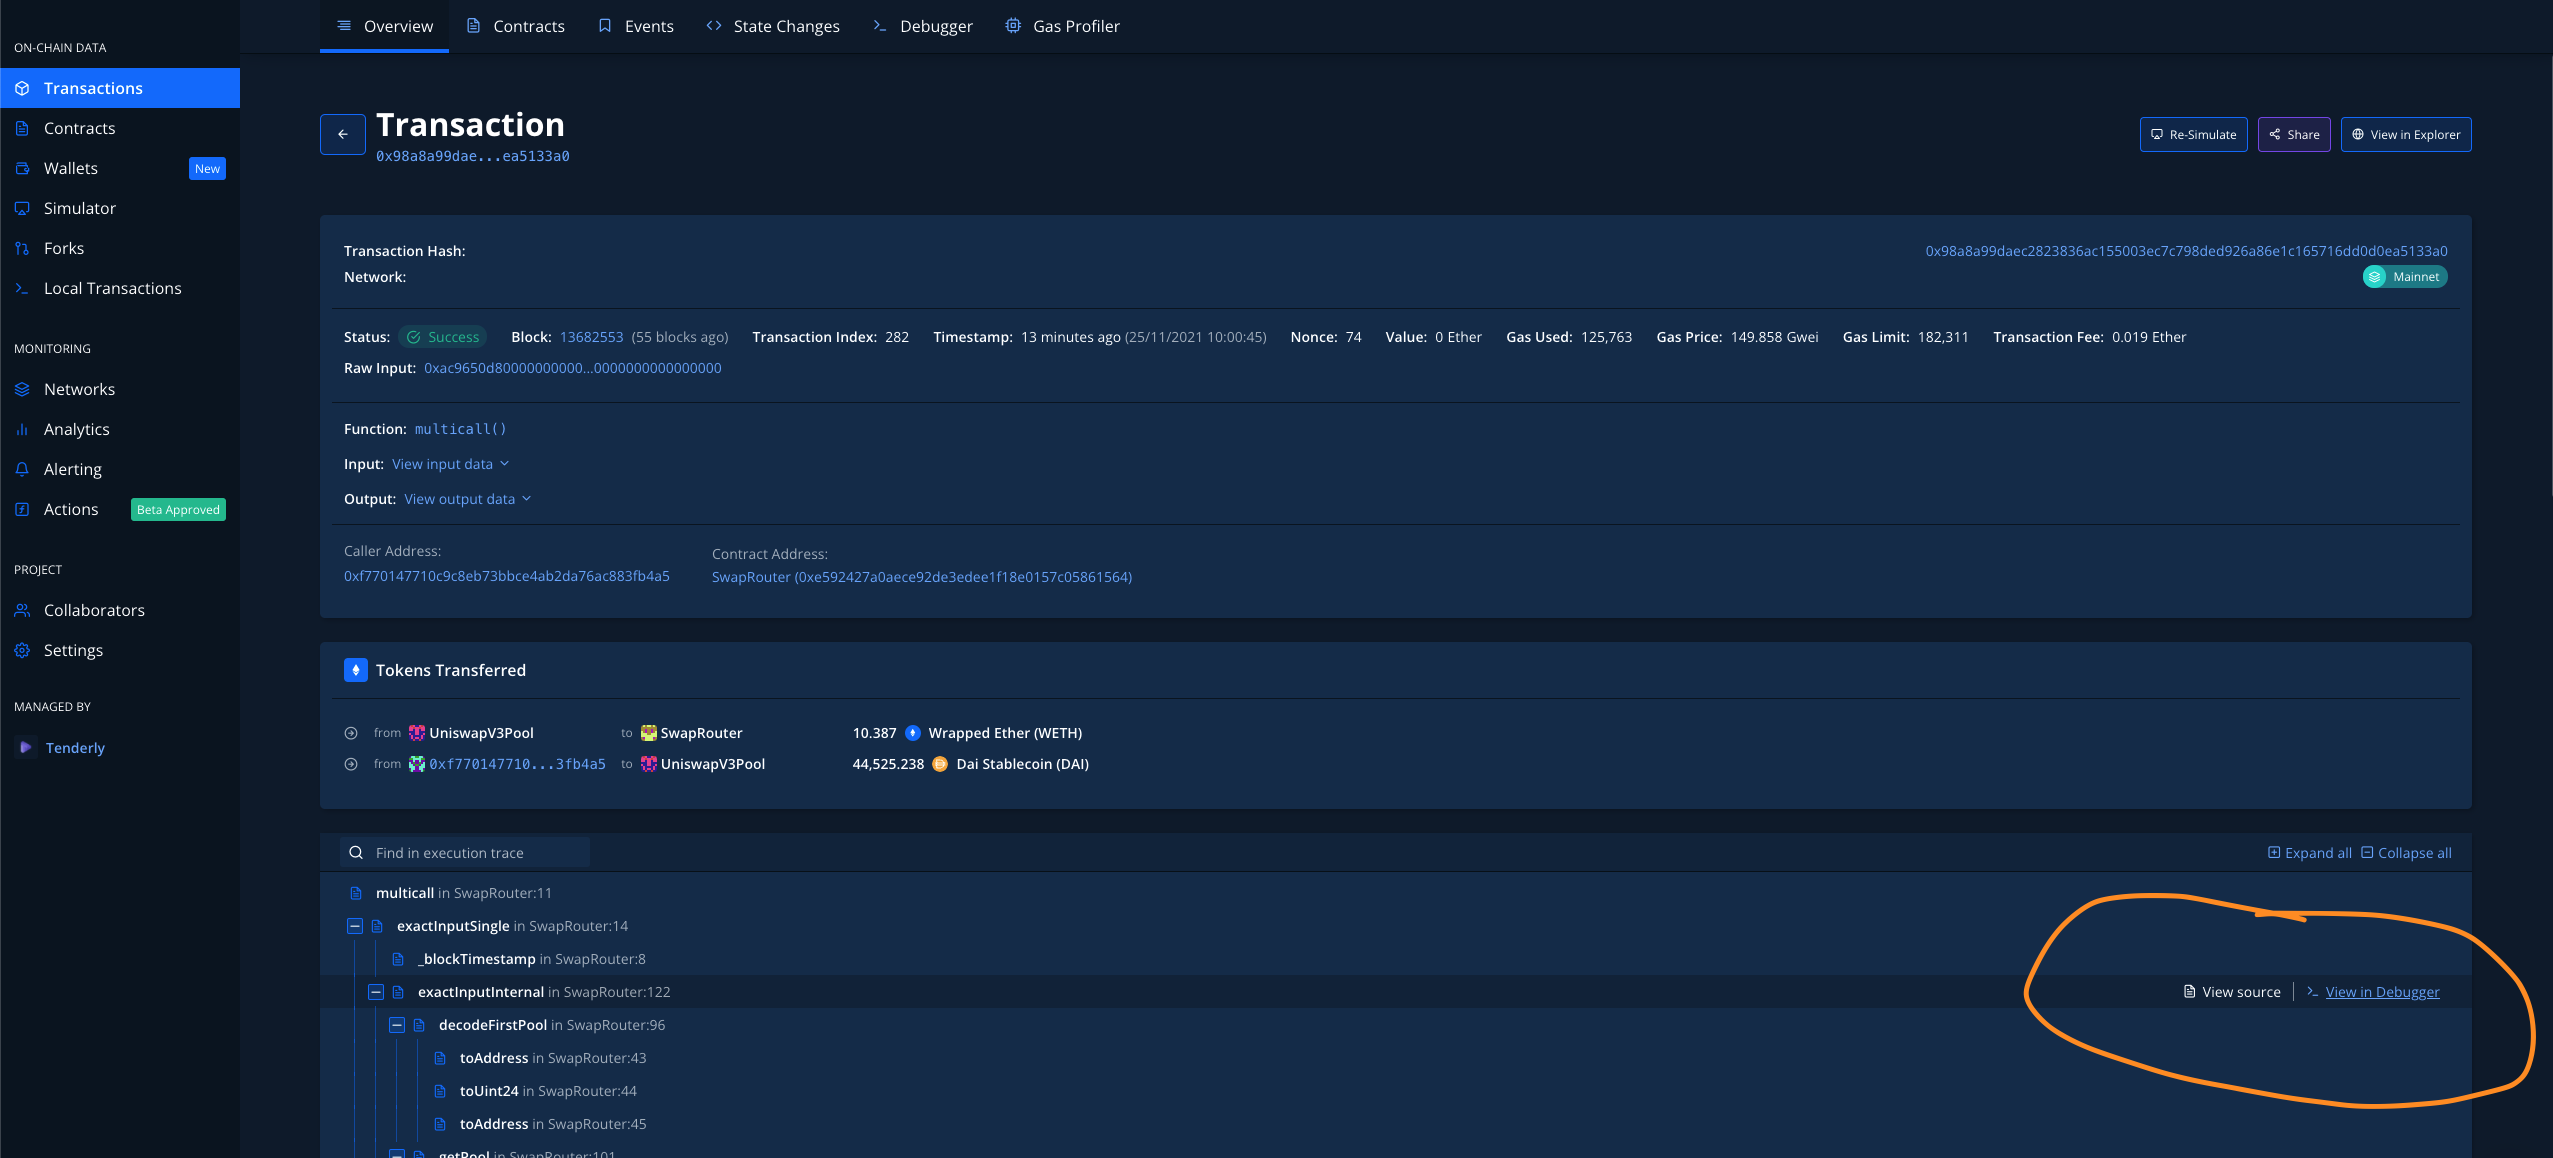 Overview
Contracts
Events
State Changes
Debugger
Gas Profiler
ON-CHAIN DATA
Transactions
Contracts
Wallets New
Simulator
Forks
Local Transactions
MONITORING
Networks
Analytics
Alerting
Actions Beta Approved
PROJECT
Collaborators
Settings
MANAGED BY
Tenderly
Transaction
0x98a8a99dae...ea5133a0
Re-Simulate
Share
View in Explorer
Transaction Hash: 0x98a8a99daec2823836ac155003ec7c798ded926a86e1c165716dd0d0ea5133a0
Network: Mainnet
Status: Success Block: 13682553 (55 blocks ago) Transaction Index: 282 Timestamp: 13 minutes ago (25/11/2021 10:00:45) Nonce: 74 Value: 0 Ether Gas Used: 125,763 Gas Price: 149.858 Gwei Gas Limit: 182,311 Transaction Fee: 0.019 Ether
Raw Input: 0xac9650d80000000000...0000000000000000
Function: multicall()
Input: View input data
Output: View output data
Caller Address:
0xf770147710c9c8eb73bbce4ab2da76ac883fb4a5
Contract Address:
SwapRouter (0xe592427a0aece92de3edee1f18e0157c05861564)
Tokens Transferred
from UniswapV3Pool to SwapRouter 10.387 Wrapped Ether (WETH)
from 0xf770147710...3fb4a5 to UniswapV3Pool 44,525.238 Dai Stablecoin (DAI)
Find in execution trace
Expand all Collapse all
multicall in SwapRouter:11
exactInputSingle in SwapRouter:14
_blockTimestamp in SwapRouter:8
exactInputInternal in SwapRouter:122 View source View in Debugger
decodeFirstPool in SwapRouter:96
toAddress in SwapRouter:43
toUint24 in SwapRouter:44
toAddress in SwapRouter:45
getPool in SwapRouter:101